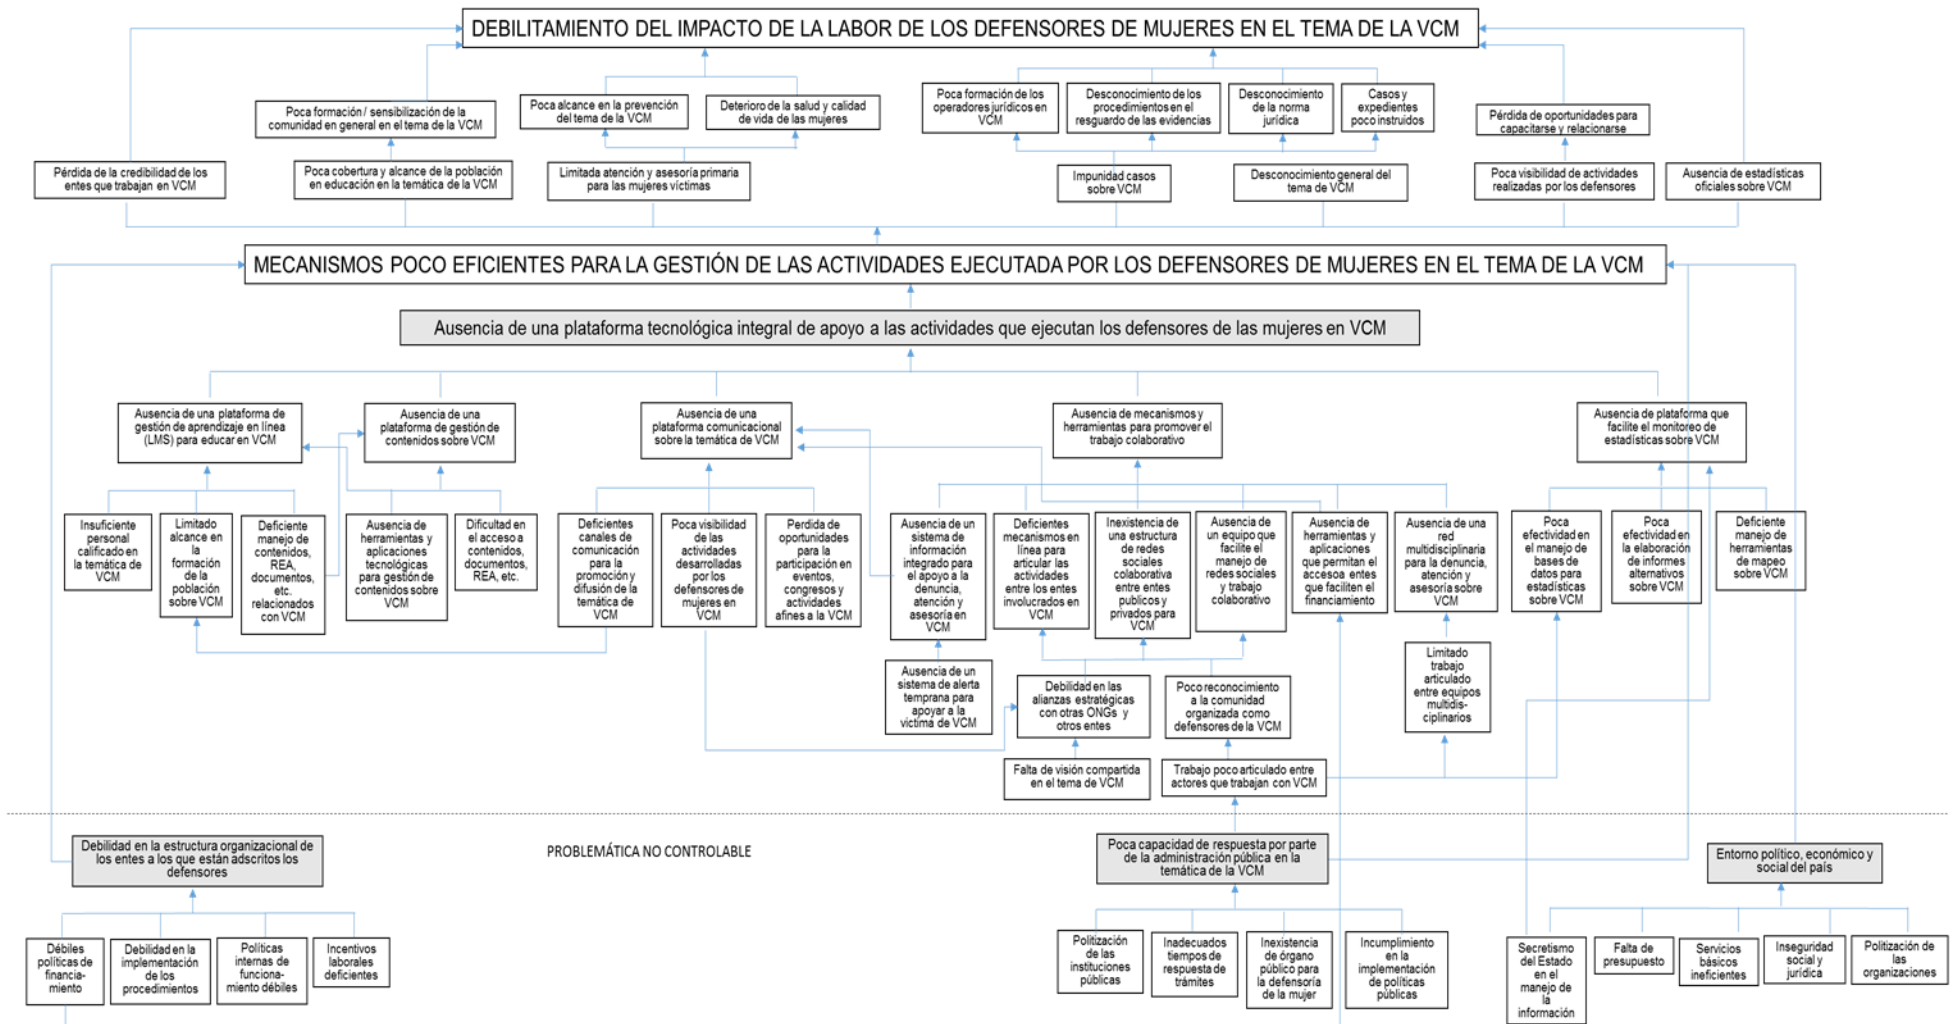 DEBILITAMIENTO DEL IMPACTO DE LA LABOR DE LOS DEFENSORES DE MUJERES EN EL TEMA DE LA VCM
Poca formación / sensibilización de la
comunidad en general en el tema de la VCM
Poca alcance en la prevención
del tema de la VCM
Deterioro de la salud y calidad
de vida de las mujeres
Poca formación de los
operadores jurídicos en
VCM
Desconocimiento de los
procedimientos en el
resguardo de las evidencias
Desconocimiento
de la norma
jurídica
Casos y
expedientes
poco instruidos
Pérdida de oportunidades para
capacitarse y relacionarse
Pérdida de la credibilidad de los
entes que trabajan en VCM
Poca cobertura y alcance de la población
en educación en la temática de la VCM
Limitada atención y asesoría primaria
para las mujeres víctimas
Impunidad casos
sobre VCM
Desconocimiento general del
tema de VCM
Poca visibilidad de actividades
realizadas por los defensores
Ausencia de estadísticas
oficiales sobre VCM
MECANISMOS POCO EFICIENTES PARA LA GESTIÓN DE LAS ACTIVIDADES EJECUTADA POR LOS DEFENSORES DE MUJERES EN EL TEMA DE LA VCM
Ausencia de una plataforma tecnológica integral de apoyo a las actividades que ejecutan los defensores de las mujeres en VCM
Ausencia de una plataforma de
gestión de aprendizaje en línea
(LMS) para educar en VCM
Ausencia de una
plataforma de gestión de
contenidos sobre VCM
Ausencia de una
plataforma comunicacional
sobre la temática de VCM
Ausencia de mecanismos y
herramientas para promover el
trabajo colaborativo
Ausencia de plataforma que
facilite el monitoreo de
estadísticas sobre VCM
Insuficiente
personal
calificado en
la temática de
VCM
Limitado
alcance en
la
formación
de la
población
sobre VCM
Deficiente
manejo de
contenidos,
REA,
documentos,
etc.
relacionados
con VCM
Ausencia de
herramientas y
aplicaciones
tecnológicas
para gestión de
contenidos sobre
VCM
Dificultad en
el acceso a
contenidos,
documentos,
REA, etc.
Deficientes
canales de
comunicación
para la
promoción y
difusión de la
temática de
VCM
Poca visibilidad
de las
actividades
desarrolladas
por los
defensores de
mujeres en
VCM
Perdida de
oportunidades
para la
participación en
eventos,
congresos y
actividades
afines a la VCM
Ausencia de un
sistema de
información
integrado para
el apoyo a la
denuncia,
atención y
asesoría en
VCM
Deficientes
mecanismos en
línea para
articular las
actividades
entre los entes
involucrados en
VCM
Inexistencia de
una estructura
de redes
sociales
colaborativa
entre entes
publicos y
privados para
VCM
Ausencia de
un equipo que
facilite el
manejo de
redes sociales
y trabajo
colaborativo
Ausencia de
herramientas y
aplicaciones
que permitan el
accesoa entes
que faciliten el
financiamiento
Ausencia de una
red
multidisciplinaria
para la denuncia,
atención y
asesoría sobre
VCM
Poca
efectividad en
el manejo de
bases de
datos para
estadísticas
sobre VCM
Poca
efectividad en
la elaboración
de informes
alternativos
sobre VCM
Deficiente
manejo de
herramientas
de mapeo
sobre VCM
Ausencia de un
sistema de alerta
temprana para
apoyar a la
victima de VCM
Debilidad en las
alianzas estratégicas
con otras ONGs y
otros entes
Poco reconocimiento
a la comunidad
organizada como
defensores de la VCM
Limitado
trabajo
articulado
entre equipos
multidis-
ciplinarios
Falta de visión compartida
en el tema de VCM
Trabajo poco articulado entre
actores que trabajan con VCM
Debilidad en la estructura organizacional de
los entes a los que están adscritos los
defensores
PROBLEMÁTICA NO CONTROLABLE
Poca capacidad de respuesta por parte
de la administración pública en la
temática de la VCM
Entorno político, económico y
social del país
Débiles
políticas de
financia-
miento
Debilidad en la
implementación
de los
procedimientos
Políticas
internas de
funciona-
miento débiles
Incentivos
laborales
deficientes
Politización
de las
instituciones
públicas
Inadecuados
tiempos de
respuesta de
trámites
Inexistencia
de órgano
público para
la defensoría
de la mujer
Incumplimiento
en la
implementación
de políticas
públicas
Secretismo
del Estado
en el
manejo de
la
información
Falta de
presupuesto
Servicios
básicos
ineficientes
Inseguridad
social y
jurídica
Politización de
las
organizaciones